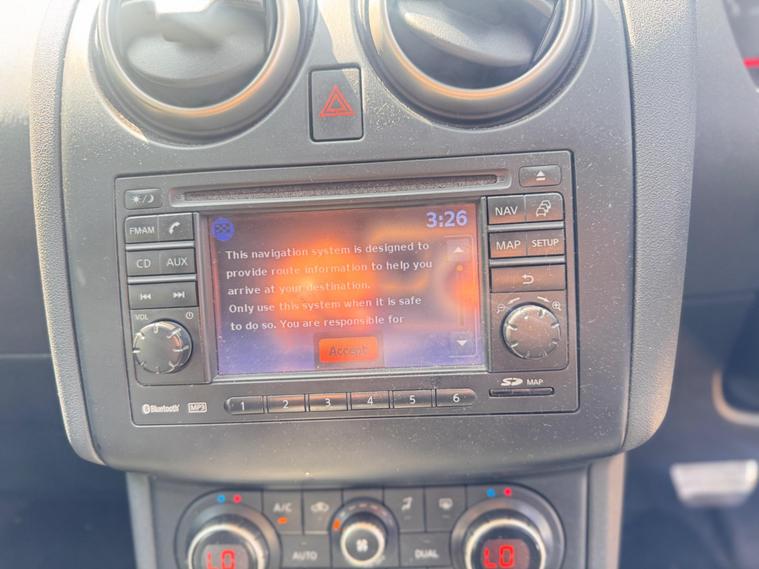 3:26
FM·AM
NAV
This navigation system is designed to
provide route information to help you
arrive at your destination.
Only use this system when it is safe
to do so. You are responsible for
Accept
CD AUX
MAP SETUP
VOL
Bluetooth MP3
1 2 3 4 5 6
SD MAP
A/C
AUTO DUAL
LO LO